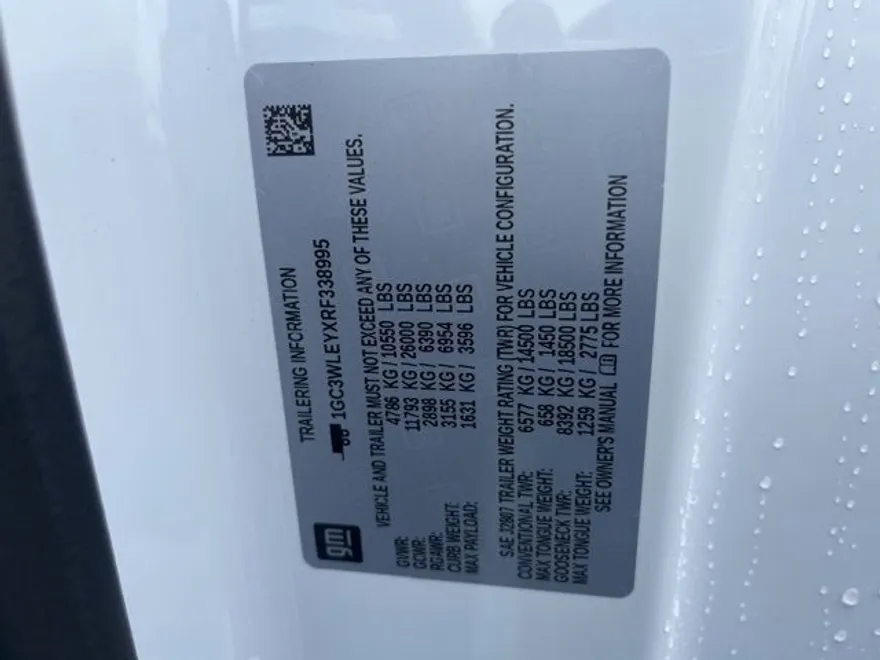 gm
TRAILERING INFORMATION
1GC3WLEYXRF338995
VEHICLE AND TRAILER MUST NOT EXCEED ANY OF THESE VALUES.
GVWR: 4786 KG / 10550 LBS
GCWR: 11793 KG / 26000 LBS
RGAWR: 2898 KG / 6390 LBS
CURB WEIGHT: 3155 KG / 6954 LBS
MAX PAYLOAD: 1631 KG / 3596 LBS
SAE J2807 TRAILER WEIGHT RATING (TWR) FOR VEHICLE CONFIGURATION.
CONVENTIONAL TWR: 6577 KG / 14500 LBS
MAX TONGUE WEIGHT: 658 KG / 1450 LBS
GOOSENECK TWR: 8392 KG / 18500 LBS
MAX TONGUE WEIGHT: 1259 KG / 2775 LBS
SEE OWNER'S MANUAL FOR MORE INFORMATION